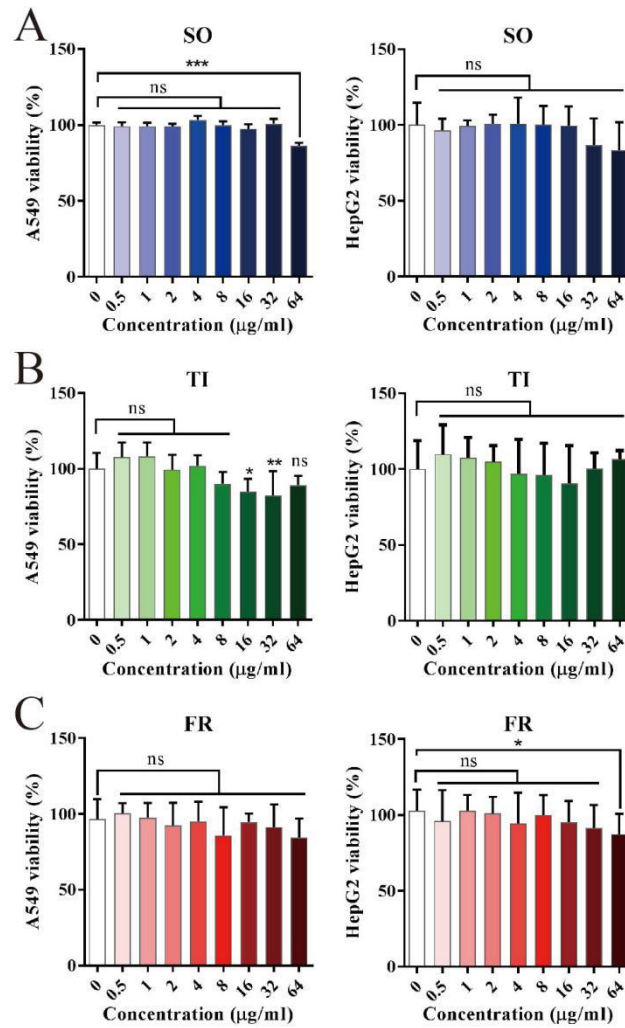 A
SO
A549 viability (%)
150
100
50
0
ns
***
0 0.5 1 2 4 8 16 32 64
Concentration (μg/ml)
SO
HepG2 viability (%)
150
100
50
0
ns
0 0.5 1 2 4 8 16 32 64
Concentration (μg/ml)
B
TI
A549 viability (%)
150
100
50
0
ns
* ** ns
0 0.5 1 2 4 8 16 32 64
Concentration (μg/ml)
TI
HepG2 viability (%)
150
100
50
0
ns
0 0.5 1 2 4 8 16 32 64
Concentration (μg/ml)
C
FR
A549 viability (%)
150
100
50
0
ns
0 0.5 1 2 4 8 16 32 64
Concentration (μg/ml)
FR
HepG2 viability (%)
150
100
50
0
*
ns
0 0.5 1 2 4 8 16 32 64
Concentration (μg/ml)